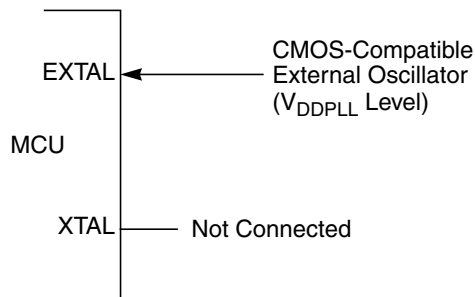 CMOS-Compatible
External Oscillator
(VDDPLL Level)
EXTAL
MCU
XTAL
Not Connected